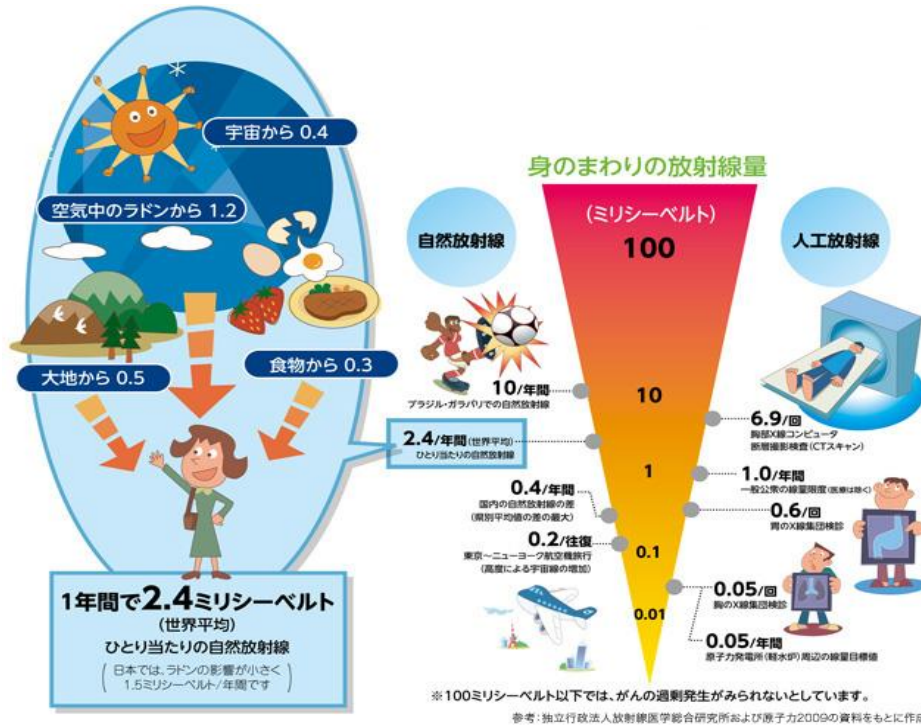 宇宙から 0.4
空気中のラドンから 1.2
大地から 0.5
食物から 0.3
1年間で2.4ミリシーベルト
(世界平均)
ひとり当たりの自然放射線
日本では、ラドンの影響が小さく
1.5ミリシーベルト/年間です
身のまわりの放射線量
(ミリシーベルト)
100
10
1
0.1
0.01
自然放射線
10/年間
ブラジル・ガラパリでの自然放射線
2.4/年間(世界平均)
ひとり当たりの自然放射線
0.4/年間
国内の自然放射線の差
(県別平均値の差の最大)
0.2/往復
東京～ニューヨーク航空機旅行
(高度による宇宙線の増加)
人工放射線
6.9/回
胸部X線コンピュータ
断層撮影検査(CTスキャン)
1.0/年間
一般公衆の線量限度(医療は除く)
0.6/回
胃のX線集団検診
0.05/回
胸のX線集団検診
0.05/年間
原子力発電所(軽水炉)周辺の線量目標値
※100ミリシーベルト以下では、がんの過剰発生がみられないとしています。
参考:独立行政法人放射線医学総合研究所および原子力2009の資料をもとに作成